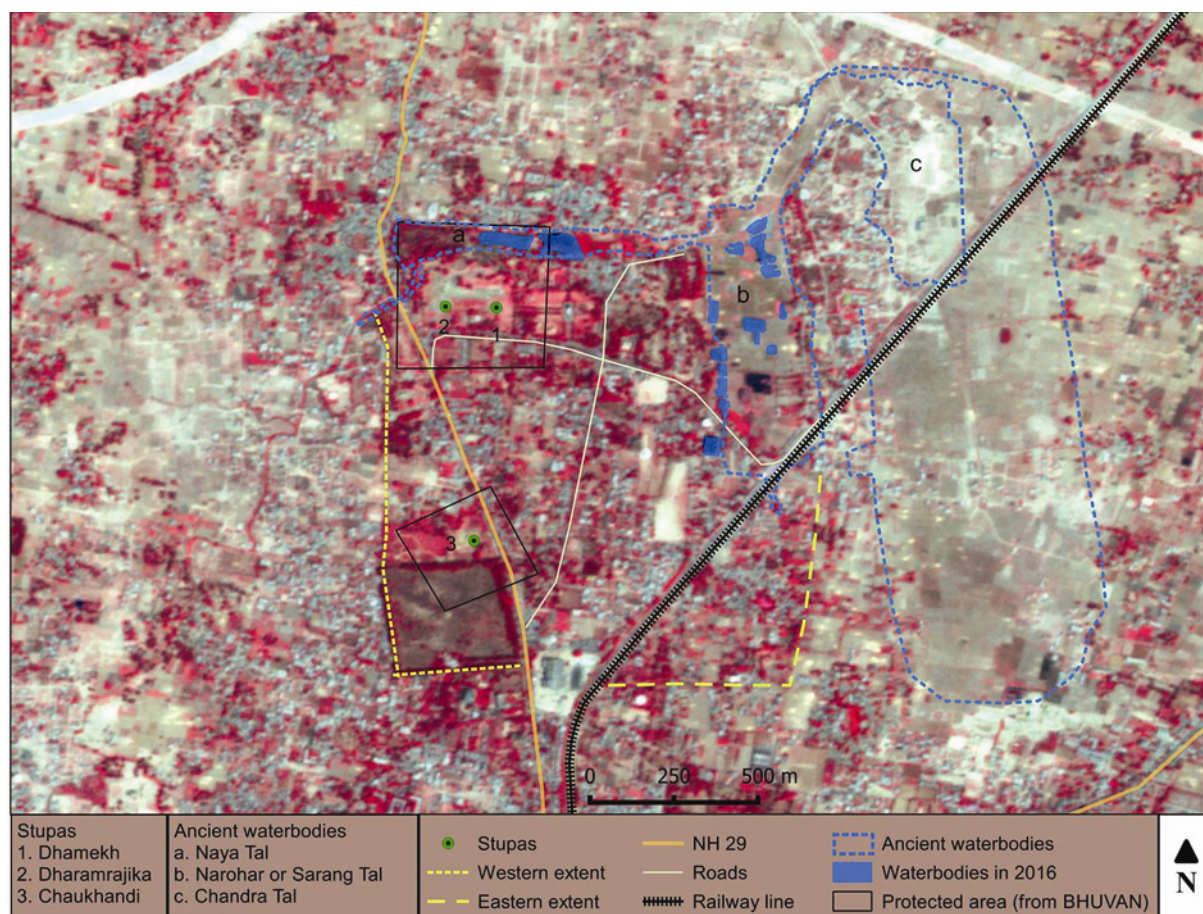 a
c
b
2
1
3
0 250 500 m
Stupas
1. Dhamekh
2. Dharamrajika
3. Chaukhandi
Ancient waterbodies
a. Naya Tal
b. Narohar or Sarang Tal
c. Chandra Tal
Stupas
Western extent
Eastern extent
NH 29
Roads
Railway line
Ancient waterbodies
Waterbodies in 2016
Protected area (from BHUVAN)
N